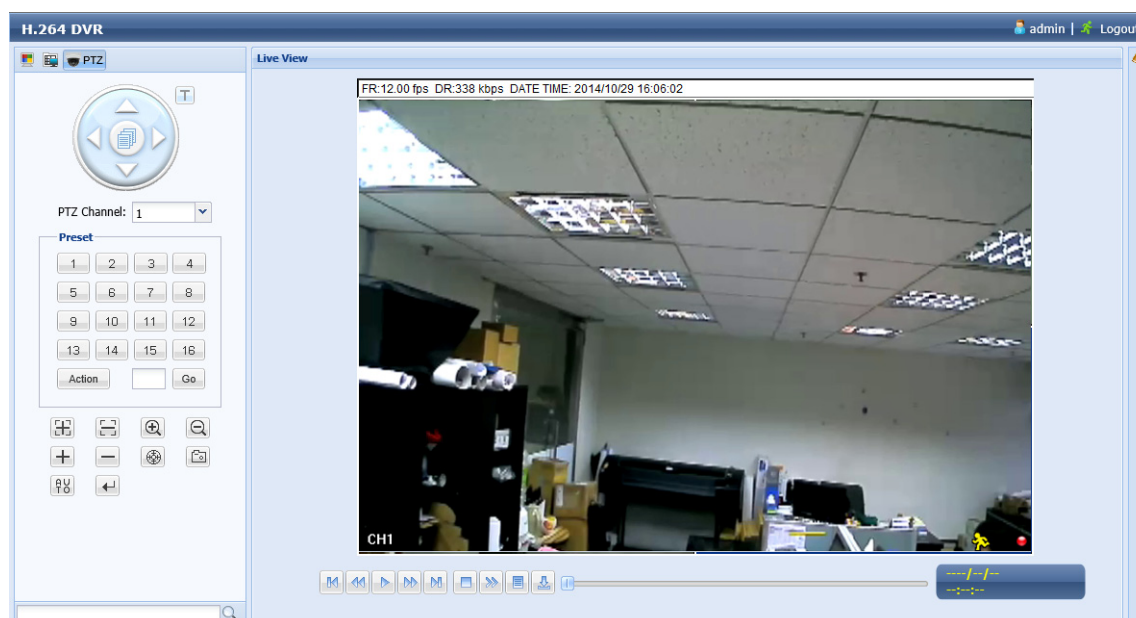 H.264 DVR
admin | Logout
PTZ
T
PTZ Channel: 1
Preset
1 2 3 4
5 6 7 8
9 10 11 12
13 14 15 16
Action Go
AUTO
Live View
FR:12.00 fps DR:338 kbps DATE TIME: 2014/10/29 16:06:02
CH1
----/--/--
--:--:--